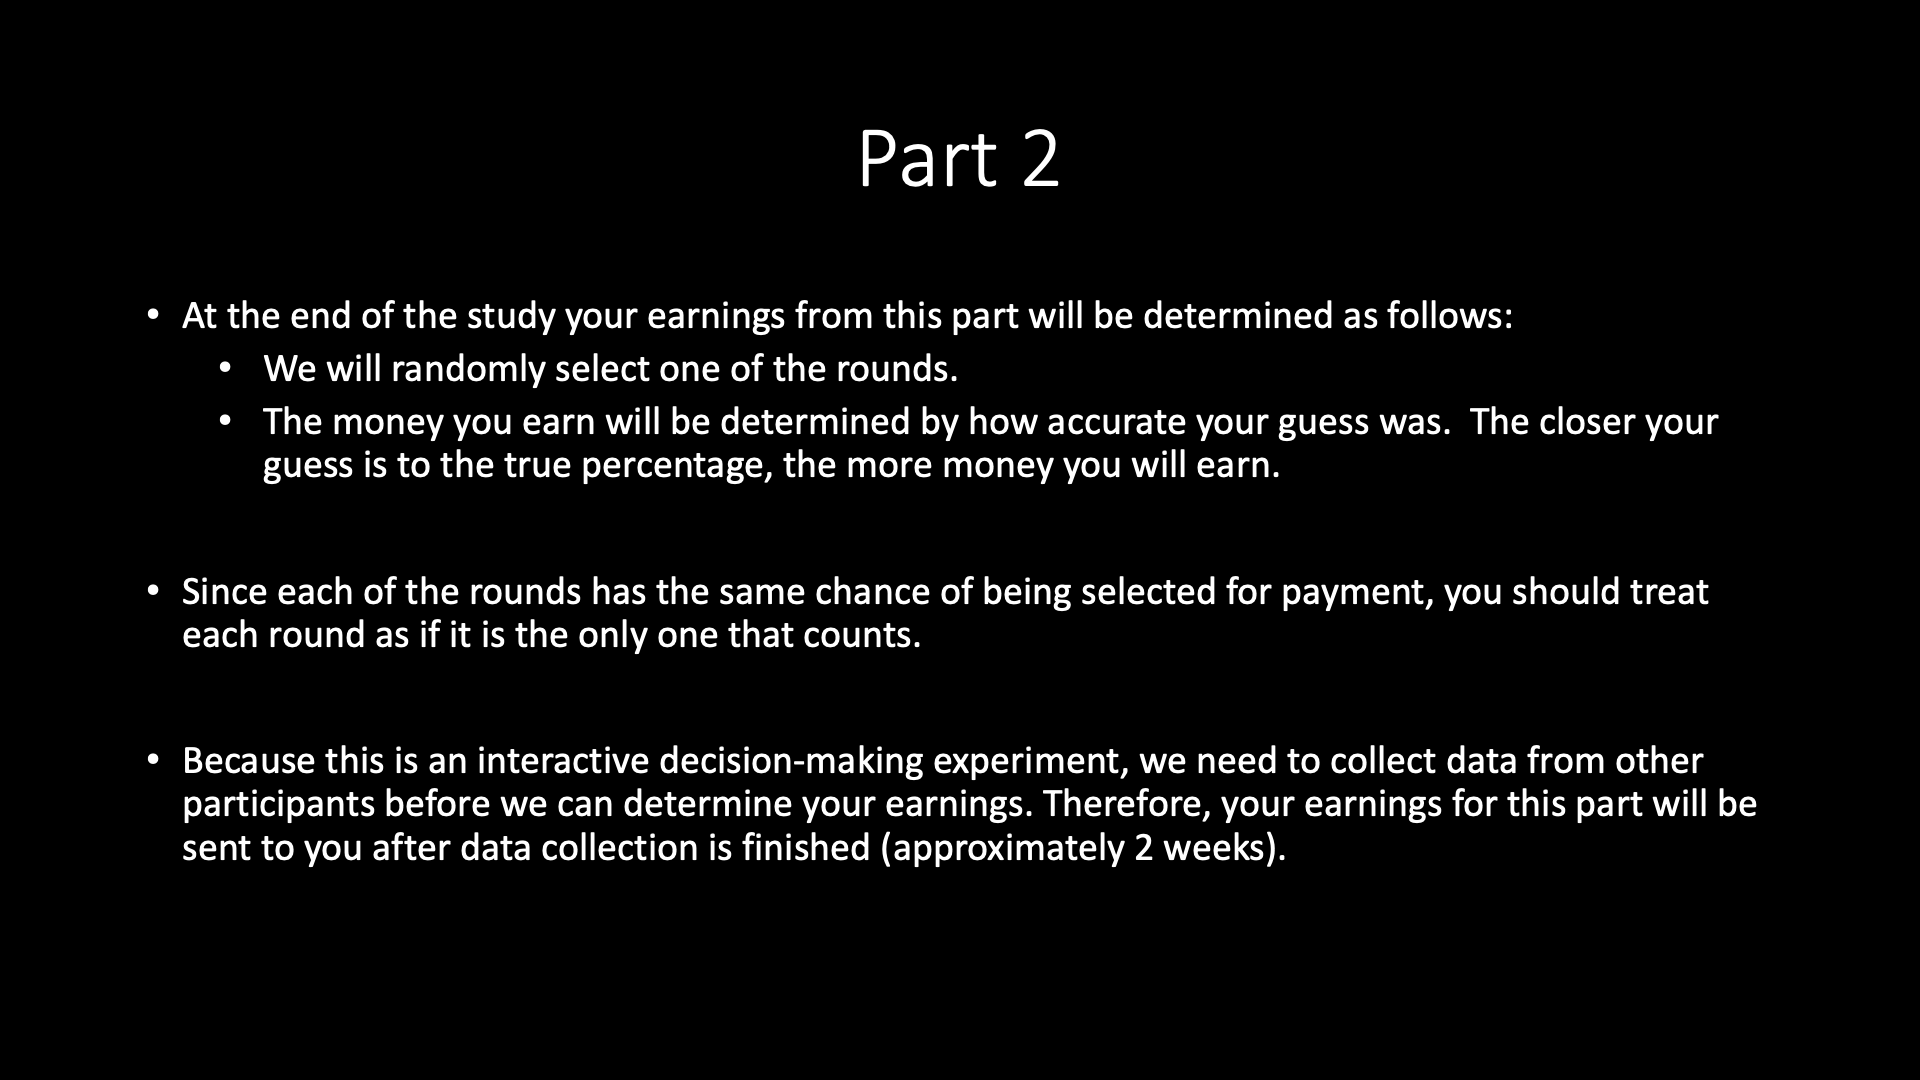 Part 2
• At the end of the study your earnings from this part will be determined as follows:
• We will randomly select one of the rounds.
• The money you earn will be determined by how accurate your guess was.  The closer your
guess is to the true percentage, the more money you will earn.
• Since each of the rounds has the same chance of being selected for payment, you should treat
each round as if it is the only one that counts.
• Because this is an interactive decision-making experiment, we need to collect data from other
participants before we can determine your earnings. Therefore, your earnings for this part will be
sent to you after data collection is finished (approximately 2 weeks).